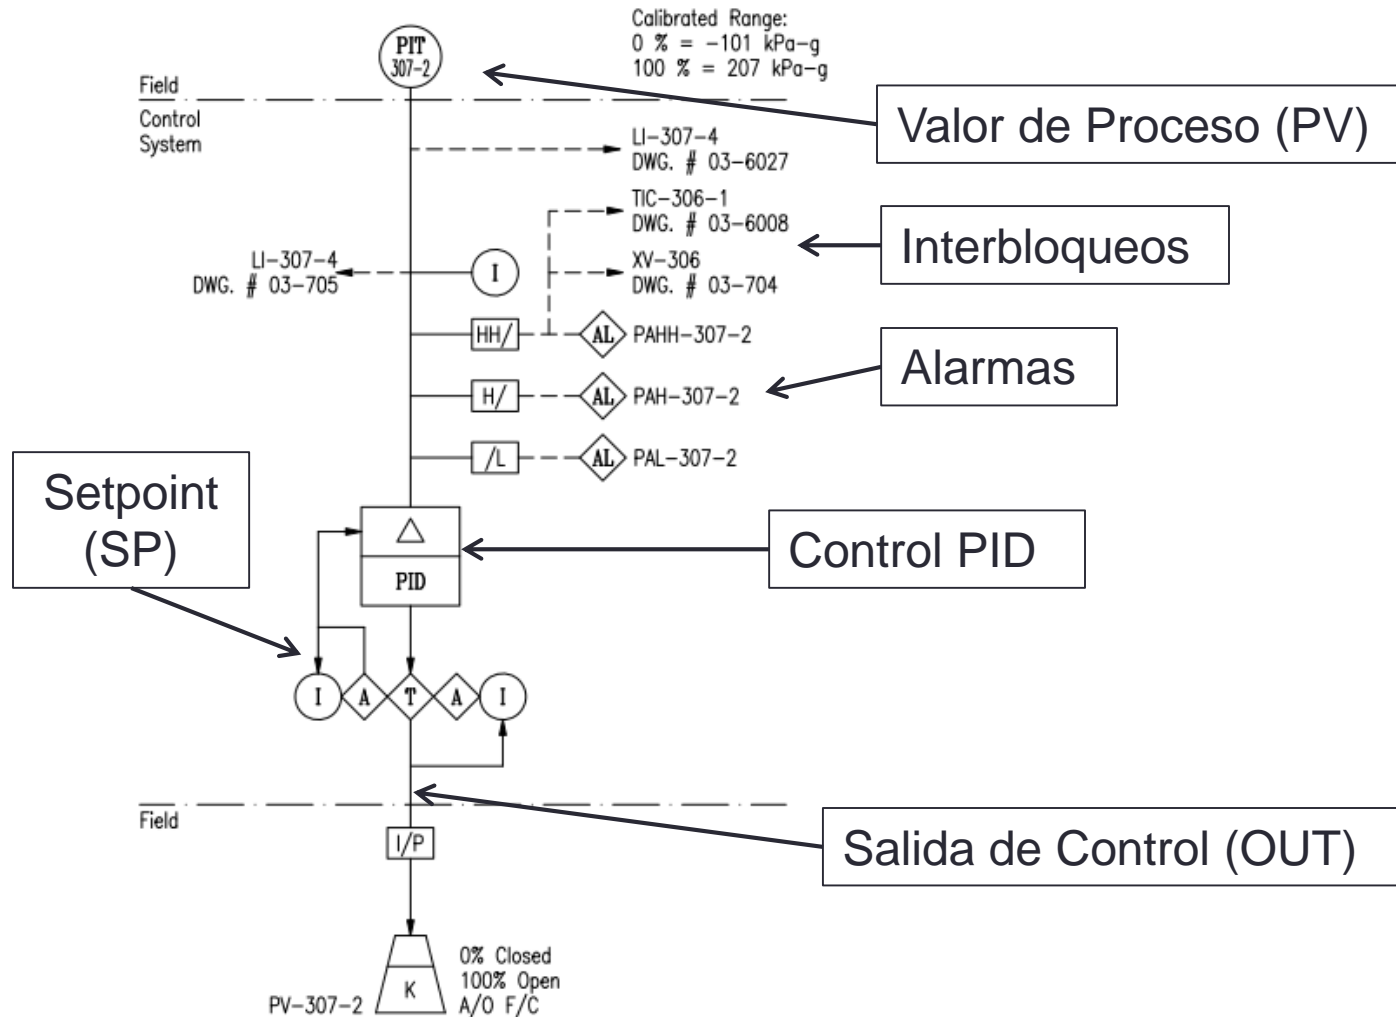 Calibrated Range:
0 % = -101 kPa-g
100 % = 207 kPa-g
PIT
307-2
Field
Control
System
Valor de Proceso (PV)
LI-307-4
DWG. # 03-6027
TIC-306-1
DWG. # 03-6008
Interbloqueos
LI-307-4
DWG. # 03-705
I
XV-306
DWG. # 03-704
HH/
AL
PAHH-307-2
Alarmas
H/
AL
PAH-307-2
/L
AL
PAL-307-2
Setpoint
(SP)
△
PID
Control PID
I
A
T
A
I
Field
I/P
Salida de Control (OUT)
K
PV-307-2
0% Closed
100% Open
A/O F/C